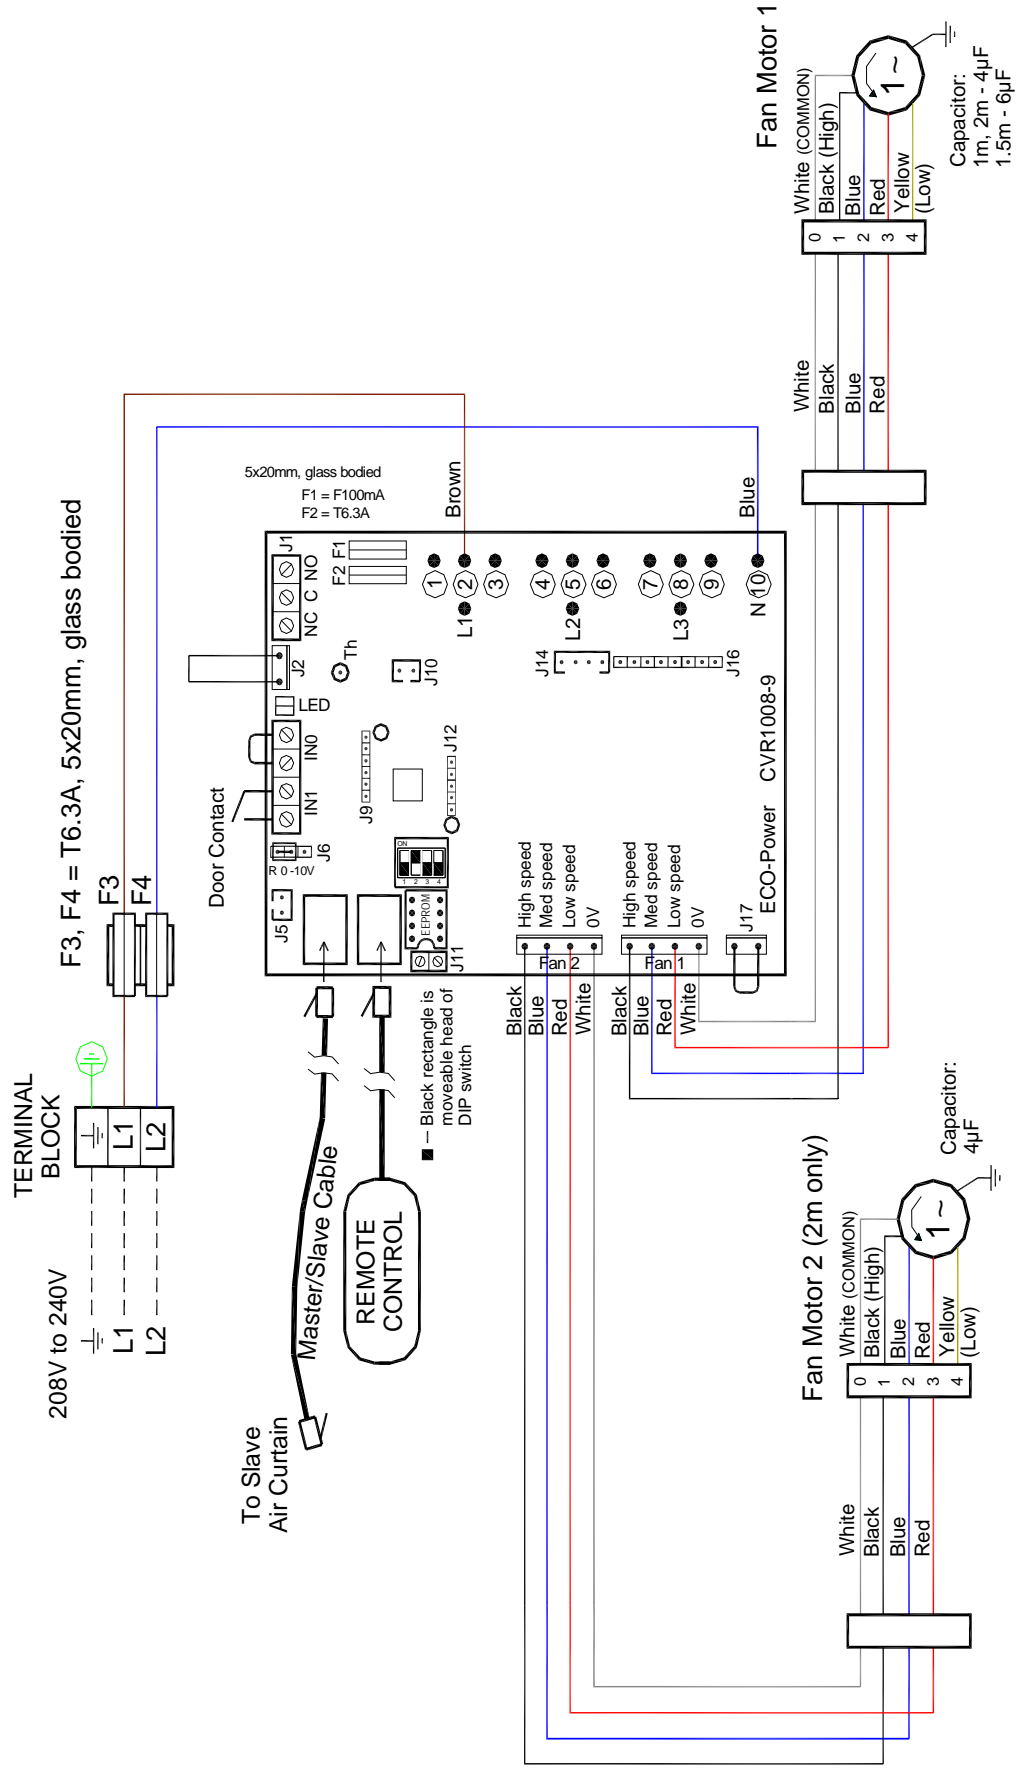 TERMINAL
BLOCK
208V to 240V
L1
L2
L1
L2
F3, F4 = T6.3A, 5x20mm, glass bodied
F3
F4
To Slave
Air Curtain
Master/Slave Cable
REMOTE
CONTROL
Black rectangle is
moveable head of
DIP switch
Door Contact
J5
R 0 -10V
J6
IN1
IN0
LED
J2
NC C NO
J1
F2
F1
5x20mm, glass bodied
F1 = F100mA
F2 = T6.3A
Th
J10
J9
J12
ON
1 2 3 4
EEPROM
J11
Brown
1
2
3
L1
4
5
6
L2
7
8
9
L3
N 10
Blue
J14
J16
ECO-Power CVR1008-9
High speed
Med speed
Low speed
0V
Fan 2
High speed
Med speed
Low speed
0V
Fan 1
J17
Black
Blue
Red
White
Black
Blue
Red
White
Fan Motor 1
White (COMMON)
Black (High)
Blue
Red
Yellow
(Low)
0
1
2
3
4
1 ~
Capacitor:
1m, 2m - 4µF
1.5m - 6µF
White
Black
Blue
Red
Fan Motor 2 (2m only)
White (COMMON)
Black (High)
Blue
Red
Yellow
(Low)
0
1
2
3
4
1 ~
Capacitor:
4µF
White
Black
Blue
Red